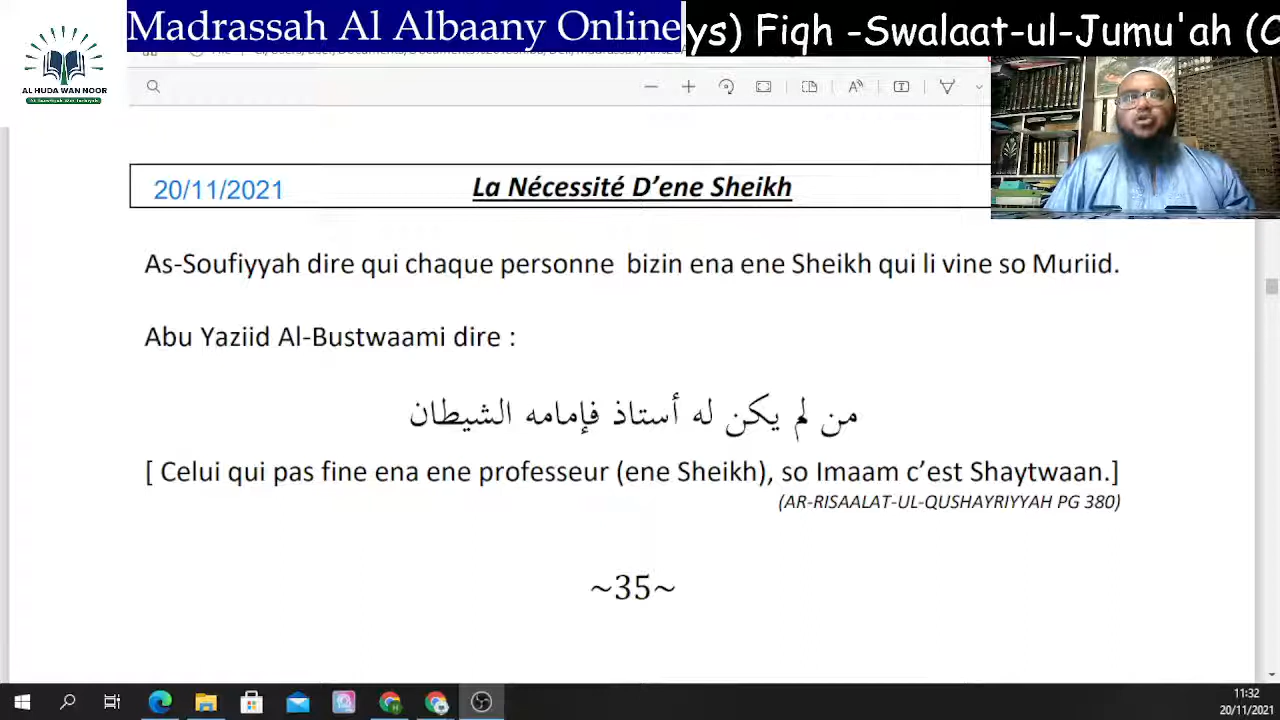 Madrassah Al Albaany Online
ys) Fiqh -Swalaat-ul-Jumu'ah (C
AL HUDA WAN NOOR
20/11/2021
La Nécessité D'ene Sheikh
As-Soufiyyah dire qui chaque personne bizin ena ene Sheikh qui li vine so Muriid.
Abu Yaziid Al-Bustwaami dire :
من لم يكن له أستاذ فإمامه الشيطان
[ Celui qui pas fine ena ene professeur (ene Sheikh), so Imaam c'est Shaytwaan.]
(AR-RISAALAT-UL-QUSHAYRIYYAH PG 380)
~35~
11:32
20/11/2021